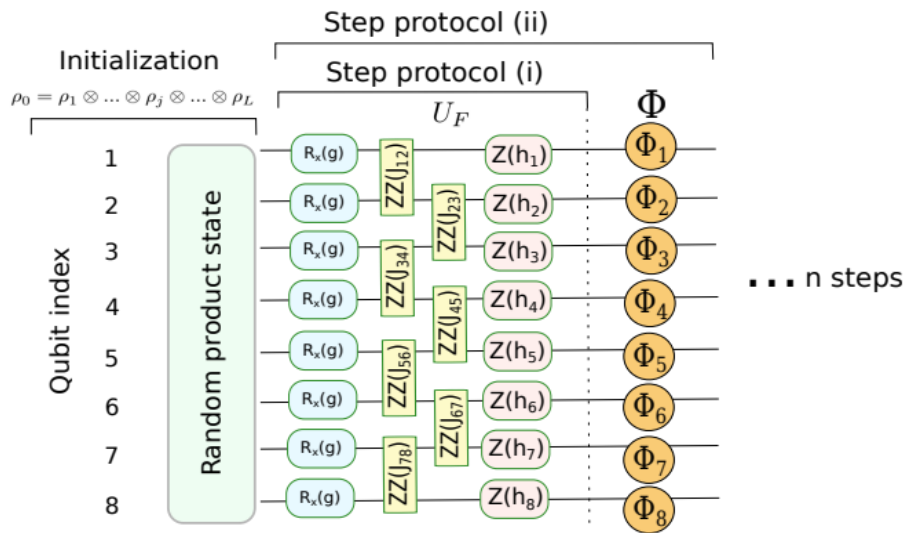 Step protocol (ii)
Initialization
Step protocol (i)
ρ₀ = ρ₁ ⊗ ... ⊗ ρⱼ ⊗ ... ⊗ ρ_L
U_F
Φ
Qubit index
1
2
3
4
5
6
7
8
Random product state
Rₓ(g)
Rₓ(g)
Rₓ(g)
Rₓ(g)
Rₓ(g)
Rₓ(g)
Rₓ(g)
Rₓ(g)
ZZ(J₁₂)
ZZ(J₃₄)
ZZ(J₅₆)
ZZ(J₇₈)
ZZ(J₂₃)
ZZ(J₄₅)
ZZ(J₆₇)
Z(h₁)
Z(h₂)
Z(h₃)
Z(h₄)
Z(h₅)
Z(h₆)
Z(h₇)
Z(h₈)
Φ₁
Φ₂
Φ₃
Φ₄
Φ₅
Φ₆
Φ₇
Φ₈
... n steps